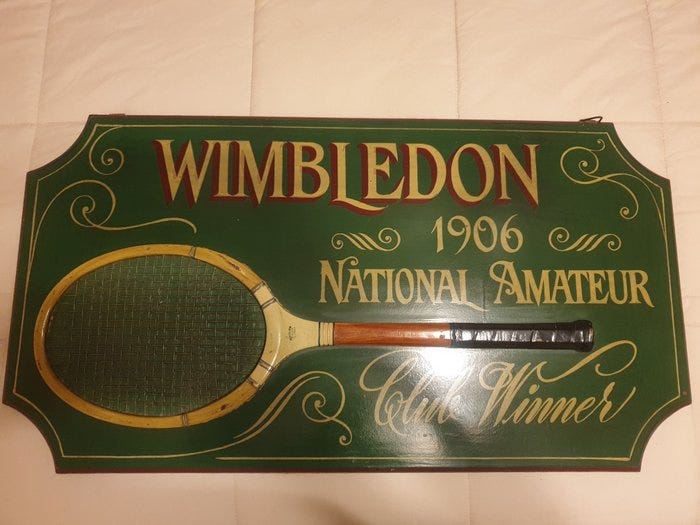 WIMBLEDON
1906
NATIONAL AMATEUR
Club Winner